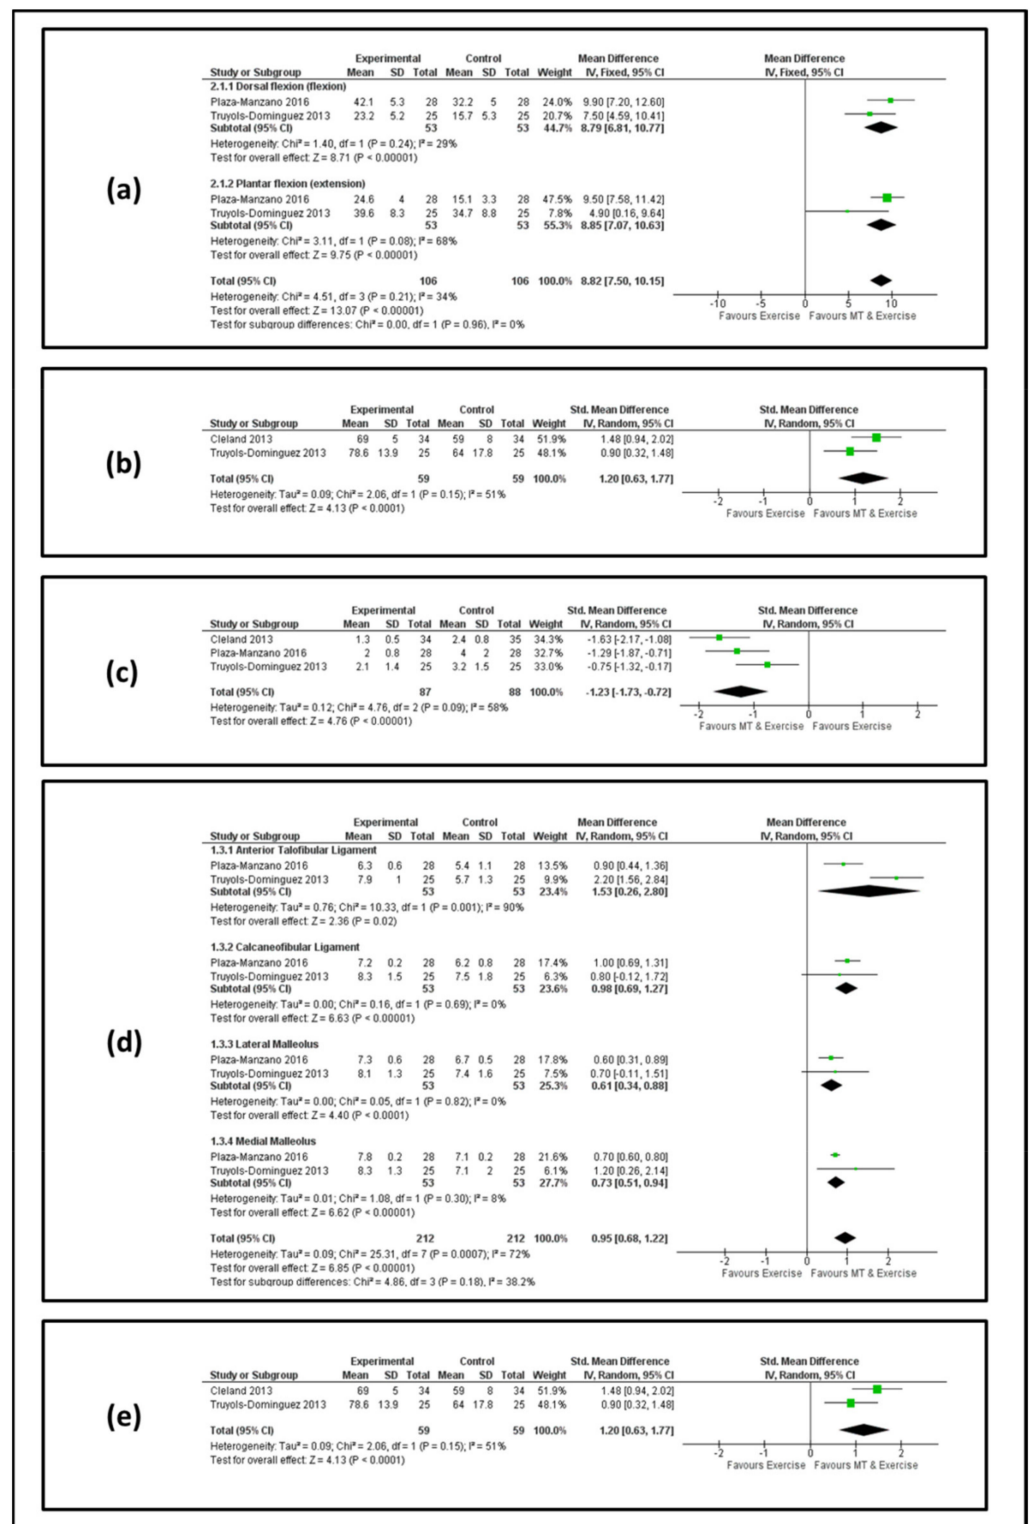 (a)
Experimental Control Mean Difference Mean Difference
Study or Subgroup Mean SD Total Mean SD Total Weight IV, Fixed, 95% CI IV, Fixed, 95% CI
2.1.1 Dorsal flexion (flexion)
Plaza-Manzano 2016 42.1 5.3 28 32.2 5 28 24.0% 9.90 [7.20, 12.60]
Truyols-Dominguez 2013 23.2 5.2 25 15.7 5.3 25 20.7% 7.50 [4.59, 10.41]
Subtotal (95% CI) 53 53 44.7% 8.79 [6.81, 10.77]
Heterogeneity: Chi² = 1.40, df = 1 (P = 0.24); I² = 29%
Test for overall effect: Z = 8.71 (P < 0.00001)
2.1.2 Plantar flexion (extension)
Plaza-Manzano 2016 24.6 4 28 15.1 3.3 28 47.5% 9.50 [7.58, 11.42]
Truyols-Dominguez 2013 39.6 8.3 25 34.7 8.8 25 7.8% 4.90 [0.16, 9.64]
Subtotal (95% CI) 53 53 55.3% 8.85 [7.07, 10.63]
Heterogeneity: Chi² = 3.11, df = 1 (P = 0.08); I² = 68%
Test for overall effect: Z = 9.75 (P < 0.00001)
Total (95% CI) 106 106 100.0% 8.82 [7.50, 10.15]
Heterogeneity: Chi² = 4.51, df = 3 (P = 0.21); I² = 34%
Test for overall effect: Z = 13.07 (P < 0.00001)
Test for subgroup differences: Chi² = 0.00, df = 1 (P = 0.96), I² = 0%
-10 -5 0 5 10
Favours Exercise Favours MT & Exercise
(b)
Experimental Control Std. Mean Difference Std. Mean Difference
Study or Subgroup Mean SD Total Mean SD Total Weight IV, Random, 95% CI IV, Random, 95% CI
Cleland 2013 69 5 34 59 8 34 51.9% 1.48 [0.94, 2.02]
Truyols-Dominguez 2013 78.6 13.9 25 64 17.8 25 48.1% 0.90 [0.32, 1.48]
Total (95% CI) 59 59 100.0% 1.20 [0.63, 1.77]
Heterogeneity: Tau² = 0.09; Chi² = 2.06, df = 1 (P = 0.15); I² = 51%
Test for overall effect: Z = 4.13 (P < 0.0001)
-2 -1 0 1 2
Favours Exercise Favours MT & Exercise
(c)
Experimental Control Std. Mean Difference Std. Mean Difference
Study or Subgroup Mean SD Total Mean SD Total Weight IV, Random, 95% CI IV, Random, 95% CI
Cleland 2013 1.3 0.5 34 2.4 0.8 35 34.3% -1.63 [-2.17, -1.08]
Plaza-Manzano 2016 2 0.8 28 4 2 28 32.7% -1.29 [-1.87, -0.71]
Truyols-Dominguez 2013 2.1 1.4 25 3.2 1.5 25 33.0% -0.75 [-1.32, -0.17]
Total (95% CI) 87 88 100.0% -1.23 [-1.73, -0.72]
Heterogeneity: Tau² = 0.12; Chi² = 4.76, df = 2 (P = 0.09); I² = 58%
Test for overall effect: Z = 4.76 (P < 0.00001)
-2 -1 0 1 2
Favours MT & Exercise Favours Exercise
(d)
Experimental Control Mean Difference Mean Difference
Study or Subgroup Mean SD Total Mean SD Total Weight IV, Random, 95% CI IV, Random, 95% CI
1.3.1 Anterior Talofibular Ligament
Plaza-Manzano 2016 6.3 0.6 28 5.4 1.1 28 13.5% 0.90 [0.44, 1.36]
Truyols-Dominguez 2013 7.9 1 25 5.7 1.3 25 9.9% 2.20 [1.56, 2.84]
Subtotal (95% CI) 53 53 23.4% 1.53 [0.26, 2.80]
Heterogeneity: Tau² = 0.76; Chi² = 10.33, df = 1 (P = 0.001); I² = 90%
Test for overall effect: Z = 2.36 (P = 0.02)
1.3.2 Calcaneofibular Ligament
Plaza-Manzano 2016 7.2 0.2 28 6.2 0.8 28 17.4% 1.00 [0.69, 1.31]
Truyols-Dominguez 2013 8.3 1.5 25 7.5 1.8 25 6.3% 0.80 [-0.12, 1.72]
Subtotal (95% CI) 53 53 23.6% 0.98 [0.69, 1.27]
Heterogeneity: Tau² = 0.00; Chi² = 0.16, df = 1 (P = 0.69); I² = 0%
Test for overall effect: Z = 6.63 (P < 0.00001)
1.3.3 Lateral Malleolus
Plaza-Manzano 2016 7.3 0.6 28 6.7 0.5 28 17.8% 0.60 [0.31, 0.89]
Truyols-Dominguez 2013 8.1 1.3 25 7.4 1.6 25 7.5% 0.70 [-0.11, 1.51]
Subtotal (95% CI) 53 53 25.3% 0.61 [0.34, 0.88]
Heterogeneity: Tau² = 0.00; Chi² = 0.05, df = 1 (P = 0.82); I² = 0%
Test for overall effect: Z = 4.40 (P < 0.0001)
1.3.4 Medial Malleolus
Plaza-Manzano 2016 7.8 0.2 28 7.1 0.2 28 21.6% 0.70 [0.60, 0.80]
Truyols-Dominguez 2013 8.3 1.3 25 7.1 2 25 6.1% 1.20 [0.26, 2.14]
Subtotal (95% CI) 53 53 27.7% 0.73 [0.51, 0.94]
Heterogeneity: Tau² = 0.01; Chi² = 1.08, df = 1 (P = 0.30); I² = 8%
Test for overall effect: Z = 6.62 (P < 0.00001)
Total (95% CI) 212 212 100.0% 0.95 [0.68, 1.22]
Heterogeneity: Tau² = 0.09; Chi² = 25.31, df = 7 (P = 0.0007); I² = 72%
Test for overall effect: Z = 6.85 (P < 0.00001)
Test for subgroup differences: Chi² = 4.86, df = 3 (P = 0.18), I² = 38.2%
-2 -1 0 1 2
Favours Exercise Favours MT & Exercise
(e)
Experimental Control Std. Mean Difference Std. Mean Difference
Study or Subgroup Mean SD Total Mean SD Total Weight IV, Random, 95% CI IV, Random, 95% CI
Cleland 2013 69 5 34 59 8 34 51.9% 1.48 [0.94, 2.02]
Truyols-Dominguez 2013 78.6 13.9 25 64 17.8 25 48.1% 0.90 [0.32, 1.48]
Total (95% CI) 59 59 100.0% 1.20 [0.63, 1.77]
Heterogeneity: Tau² = 0.09; Chi² = 2.06, df = 1 (P = 0.15); I² = 51%
Test for overall effect: Z = 4.13 (P < 0.0001)
-2 -1 0 1 2
Favours Exercise Favours MT & Exercise